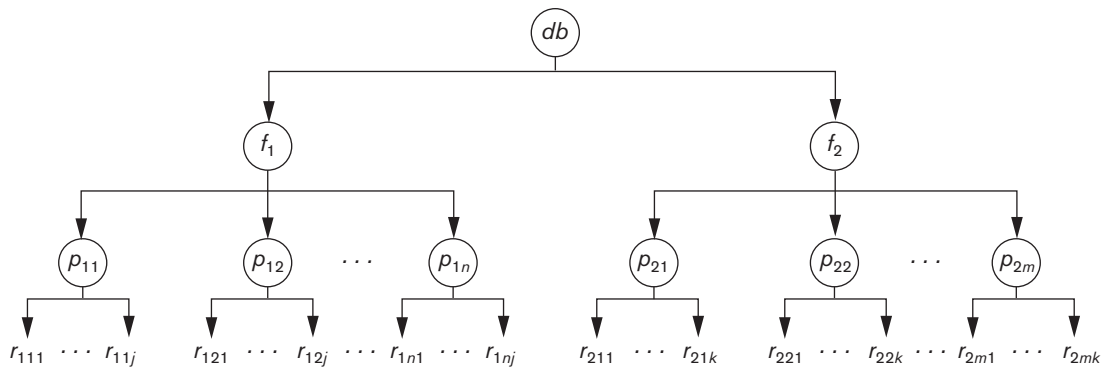 db
f₁ f₂
p₁₁ p₁₂ · · · p₁ₙ p₂₁ p₂₂ · · · p₂ₘ
r₁₁₁ · · · r₁₁ⱼ r₁₂₁ · · · r₁₂ⱼ · · · r₁ₙ₁ · · · r₁ₙⱼ r₂₁₁ · · · r₂₁ₖ r₂₂₁ · · · r₂₂ₖ · · · r₂ₘ₁ · · · r₂ₘₖ